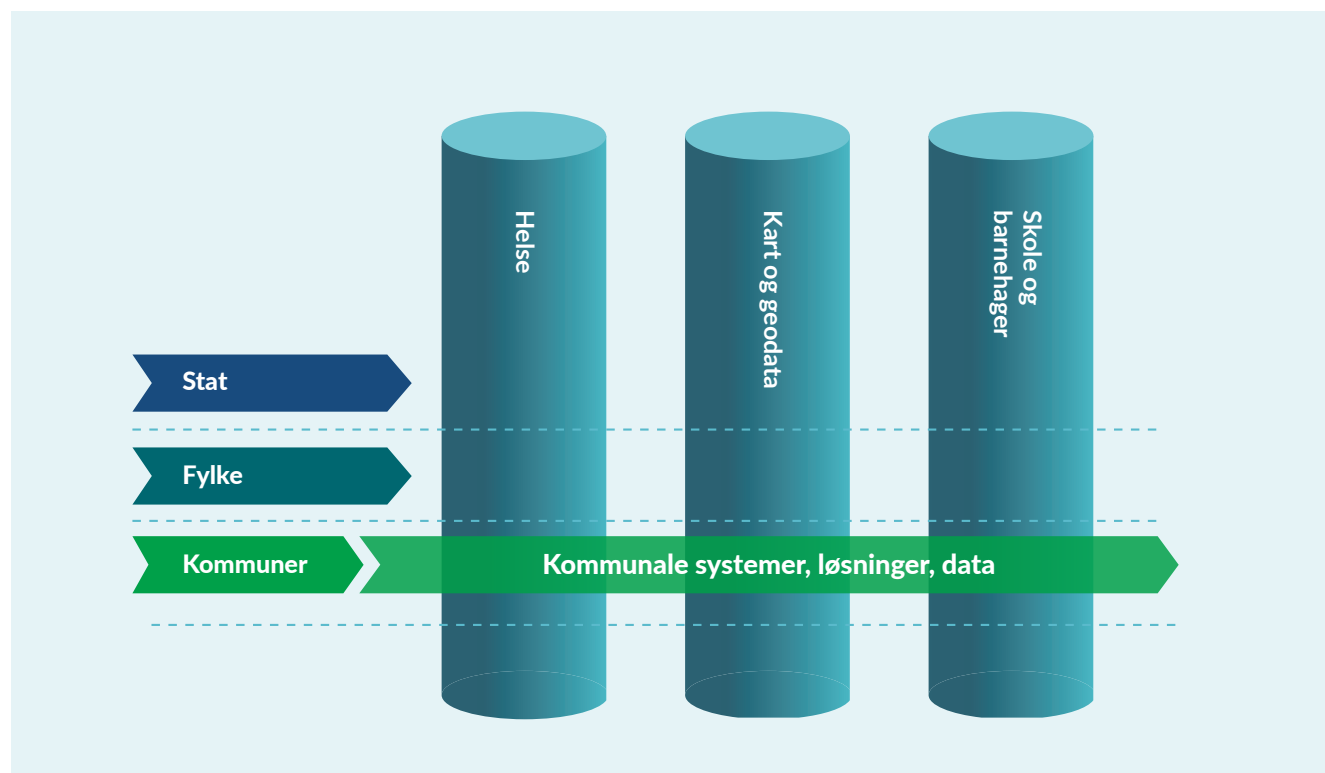 Helse
Kart og geodata
Skole og
barnehager
Stat
Fylke
Kommuner
Kommunale systemer, løsninger, data